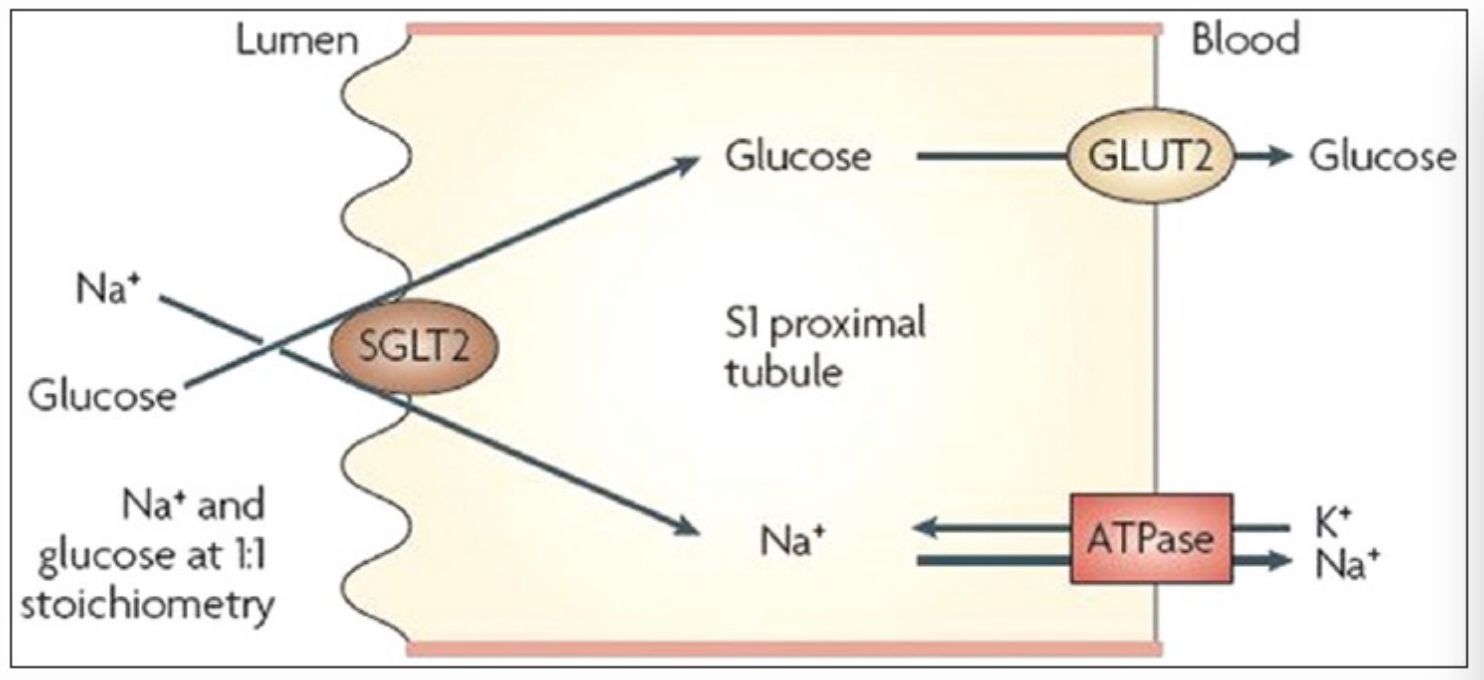 Lumen
Blood
Glucose
GLUT2
Glucose
Na⁺
SGLT2
Glucose
S1 proximal
tubule
Na⁺ and
glucose at 1:1
stoichiometry
Na⁺
ATPase
K⁺
Na⁺